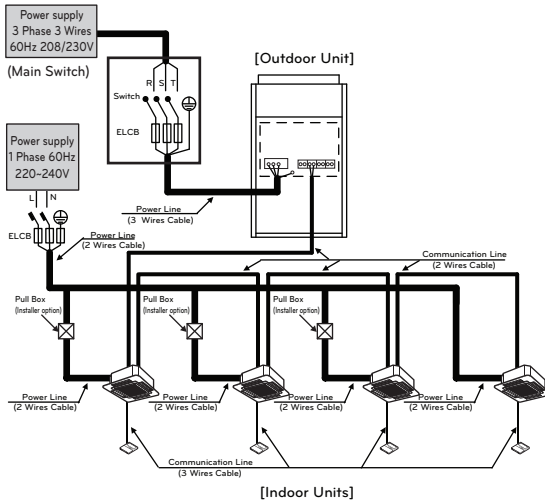 Power supply
3 Phase 3 Wires
60Hz 208/230V
(Main Switch)
[Outdoor Unit]
R S T
Switch
ELCB
Power supply
1 Phase 60Hz
220~240V
L N
ELCB
Power Line
(2 Wires Cable)
Power Line
(3 Wires Cable)
Communication Line
(2 Wires Cable)
Pull Box
(Installer option)
Pull Box
(Installer option)
Pull Box
(Installer option)
Power Line
(2 Wires Cable)
Power Line
(2 Wires Cable)
Power Line
(2 Wires Cable)
Power Line
(2 Wires Cable)
Communication Line
(3 Wires Cable)
[Indoor Units]